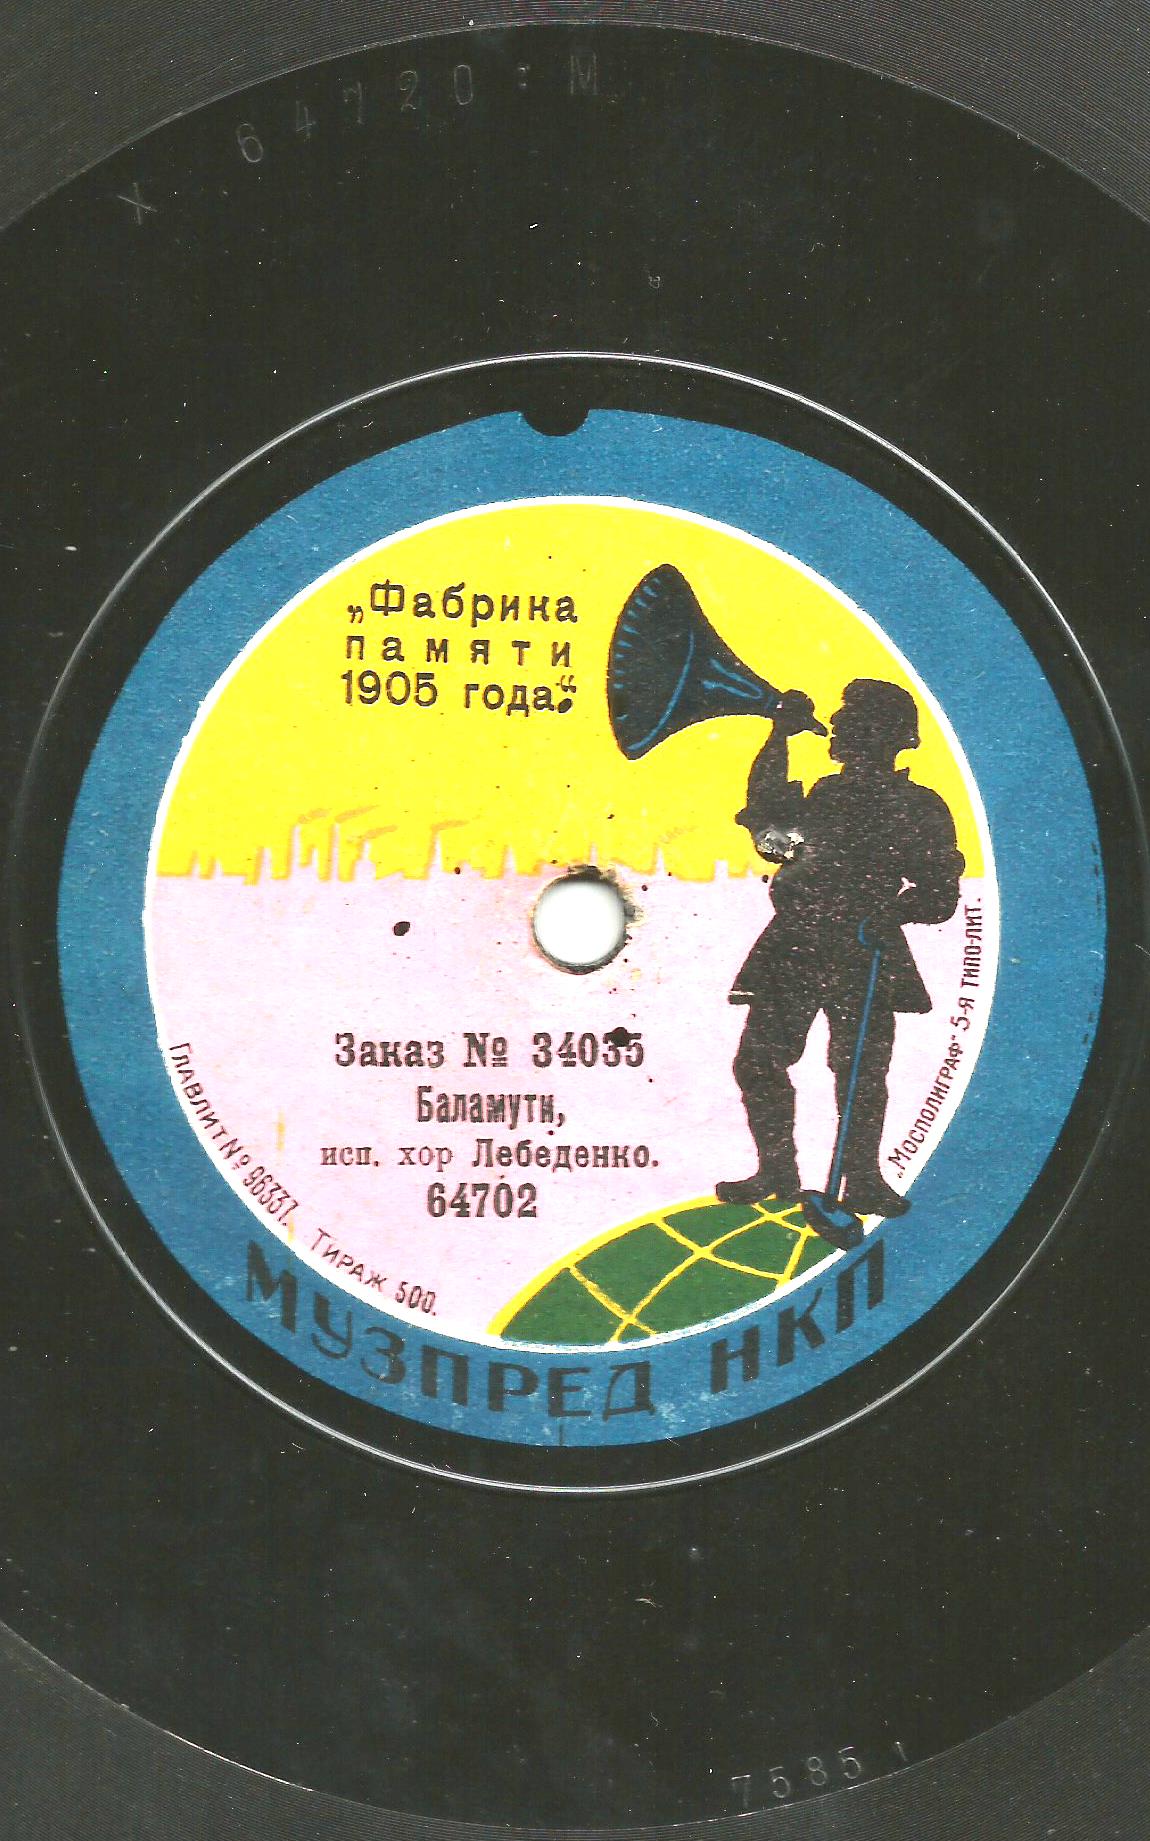 X 64720 : M
„Фабрика
памяти
1905 года.“
Заказ № 34035
Баламути,
исп. хор Лебеденко.
64702
Главлит № 96337. Тираж 500.
„Мосполиграф“ 5-я типо-лит.
МУЗПРЕД НКП
7585